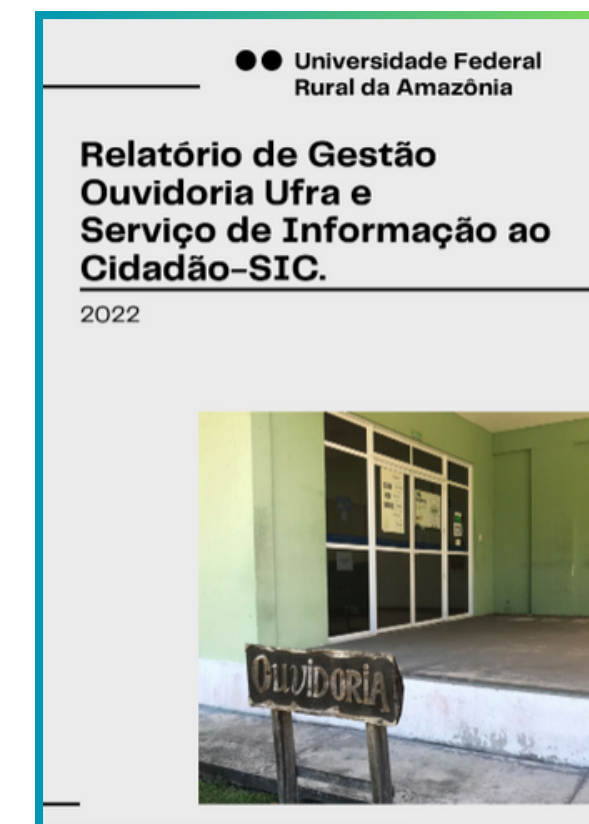 Universidade Federal
Rural da Amazônia
Relatório de Gestão
Ouvidoria Ufra e
Serviço de Informação ao
Cidadão-SIC.
2022
OUVIDORIA